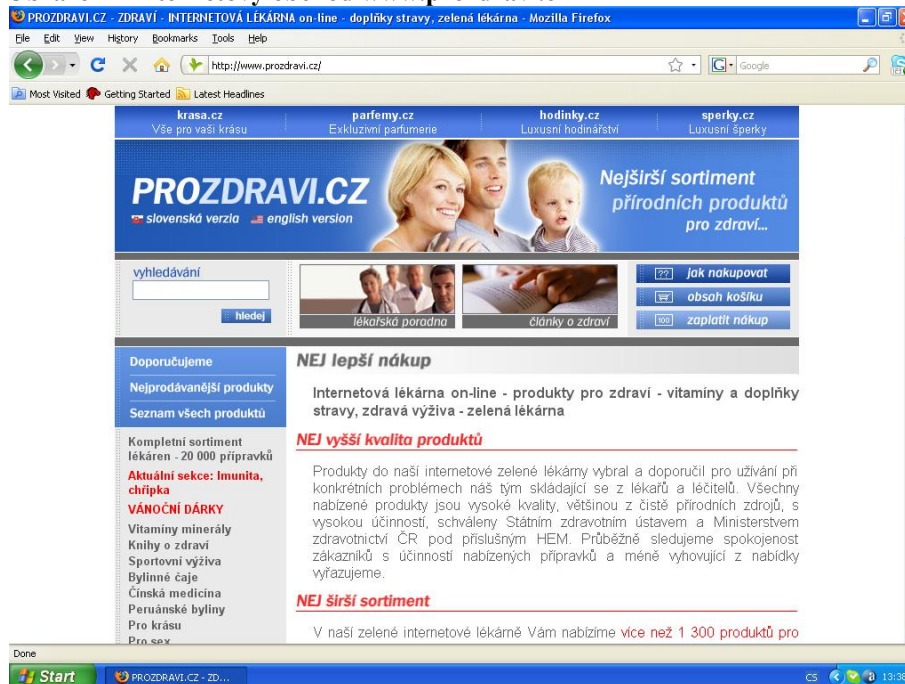 PROZDRAVI.CZ - ZDRAVÍ - INTERNETOVÁ LÉKÁRNA on-line - doplňky stravy, zelená lékárna - Mozilla Firefox
File Edit View History Bookmarks Tools Help
http://www.prozdravi.cz/
Google
Most Visited Getting Started Latest Headlines
krasa.cz
Vše pro vaši krásu
parfemy.cz
Exkluzivní parfumerie
hodinky.cz
Luxusní hodinářství
sperky.cz
Luxusní šperky
PROZDRAVI.CZ
slovenská verzia english version
Nejširší sortiment
přírodních produktů
pro zdraví...
vyhledávání
hledej
lékařská poradna
články o zdraví
jak nakupovat
obsah košíku
zaplatit nákup
Doporučujeme
Nejprodávanější produkty
Seznam všech produktů
Kompletní sortiment
lékáren - 20 000 přípravků
Aktuální sekce: Imunita,
chřipka
VÁNOČNÍ DÁRKY
Vitamíny minerály
Knihy o zdraví
Sportovní výživa
Bylinné čaje
Čínská medicína
Peruánské byliny
Pro krásu
Pro sex
NEJ lepší nákup
Internetová lékárna on-line - produkty pro zdraví - vitamíny a doplňky
stravy, zdravá výživa - zelená lékárna
NEJ vyšší kvalita produktů
Produkty do naší internetové zelené lékárny vybral a doporučil pro užívání při
konkrétních problémech náš tým skládající se z lékařů a léčitelů. Všechny
nabízené produkty jsou vysoké kvality, většinou z čistě přírodních zdrojů, s
vysokou účinností, schváleny Státním zdravotním ústavem a Ministerstvem
zdravotnictví ČR pod příslušným HEM. Průběžně sledujeme spokojenost
zákazníků s účinností nabízených přípravků a méně vyhovující z nabídky
vyřazujeme.
NEJ širší sortiment
V naší zelené internetové lékárně Vám nabízíme více než 1 300 produktů pro
Done
Start
PROZDRAVI.CZ - ZD...
CS
13:38